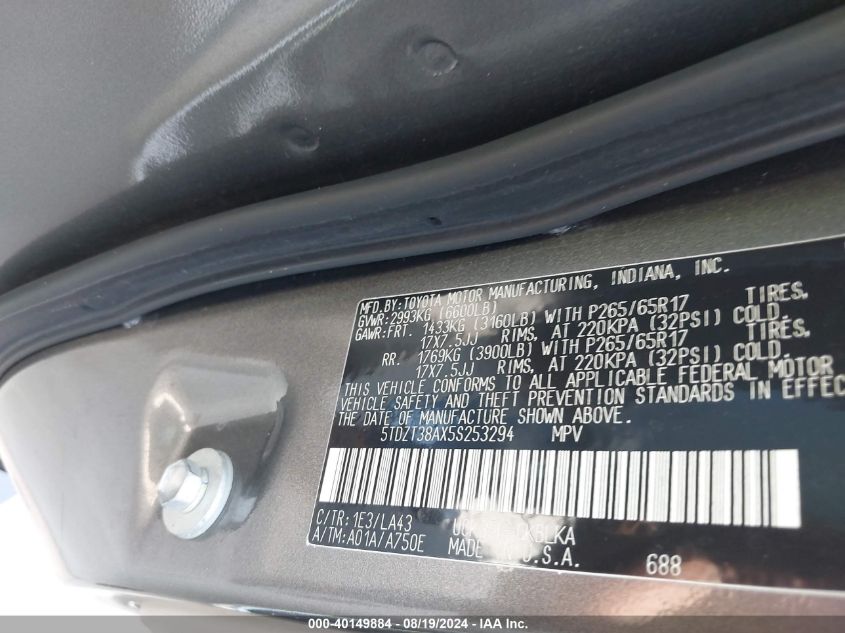 MFD.BY:TOYOTA MOTOR MANUFACTURING, INDIANA, INC.
GVWR:2993KG (6600LB)
GAWR:FRT. 1433KG (3160LB) WITH P265/65R17 TIRES,
17X7.5JJ RIMS, AT 220KPA (32PSI) COLD.
RR. 1769KG (3900LB) WITH P265/65R17 TIRES,
17X7.5JJ RIMS, AT 220KPA (32PSI) COLD.
THIS VEHICLE CONFORMS TO ALL APPLICABLE FEDERAL MOTOR
VEHICLE SAFETY AND THEFT PREVENTION STANDARDS IN EFFEC
THE DATE OF MANUFACTURE SHOWN ABOVE.
5TDZT38AX5S253294 MPV
C/TR: 1E3/LA43
A/TM: A01A/A750E MADE IN U.S.A. 688
000-40149884 - 08/19/2024 - IAA Inc.